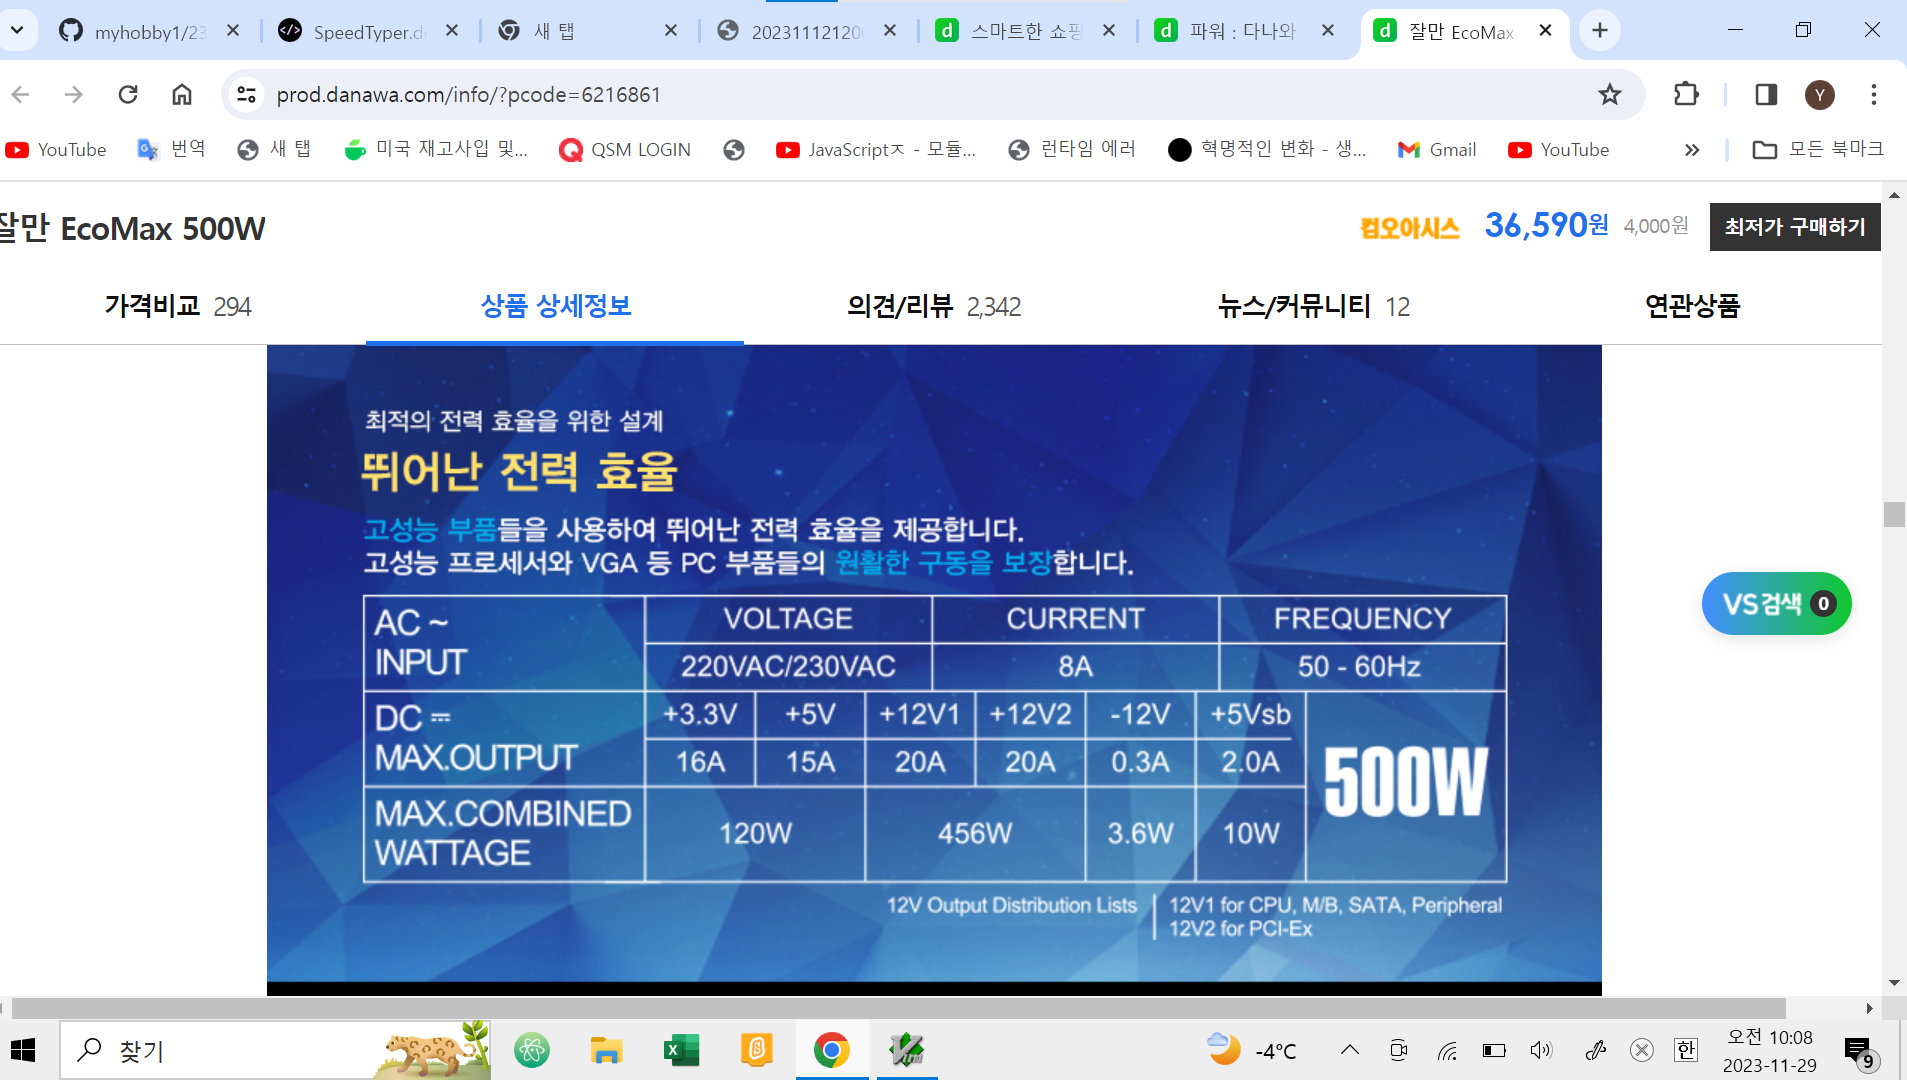 myhobby1/23
SpeedTyper.d
새 탭
20231112120
스마트한 쇼핑
파워 : 다나와
잘만 EcoMax
prod.danawa.com/info/?pcode=6216861
Y
YouTube
번역
새 탭
미국 재고사입 및...
QSM LOGIN
JavaScriptㅈ - 모듈...
런타임 에러
혁명적인 변화 - 생...
Gmail
YouTube
모든 북마크
잘만 EcoMax 500W
컴오아시스
36,590원
4,000원
최저가 구매하기
가격비교 294
상품 상세정보
의견/리뷰 2,342
뉴스/커뮤니티 12
연관상품
최적의 전력 효율을 위한 설계
뛰어난 전력 효율
고성능 부품들을 사용하여 뛰어난 전력 효율을 제공합니다.
고성능 프로세서와 VGA 등 PC 부품들의 원활한 구동을 보장합니다.
AC ~
INPUT
VOLTAGE
CURRENT
FREQUENCY
220VAC/230VAC
8A
50 - 60Hz
DC
MAX.OUTPUT
+3.3V
+5V
+12V1
+12V2
-12V
+5Vsb
16A
15A
20A
20A
0.3A
2.0A
500W
MAX.COMBINED
WATTAGE
120W
456W
3.6W
10W
12V Output Distribution Lists
12V1 for CPU, M/B, SATA, Peripheral
12V2 for PCI-Ex
VS검색 0
찾기
-4°C
한
오전 10:08
2023-11-29
9